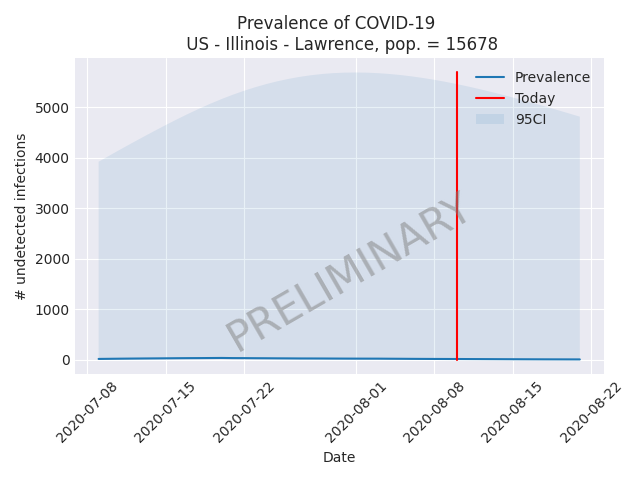 Prevalence of COVID-19
US - Illinois - Lawrence, pop. = 15678
Prevalence
Today
95CI
5000
4000
3000
2000
1000
0
# undetected infections
PRELIMINARY
2020-07-08
2020-07-15
2020-07-22
2020-08-01
2020-08-08
2020-08-15
2020-08-22
Date